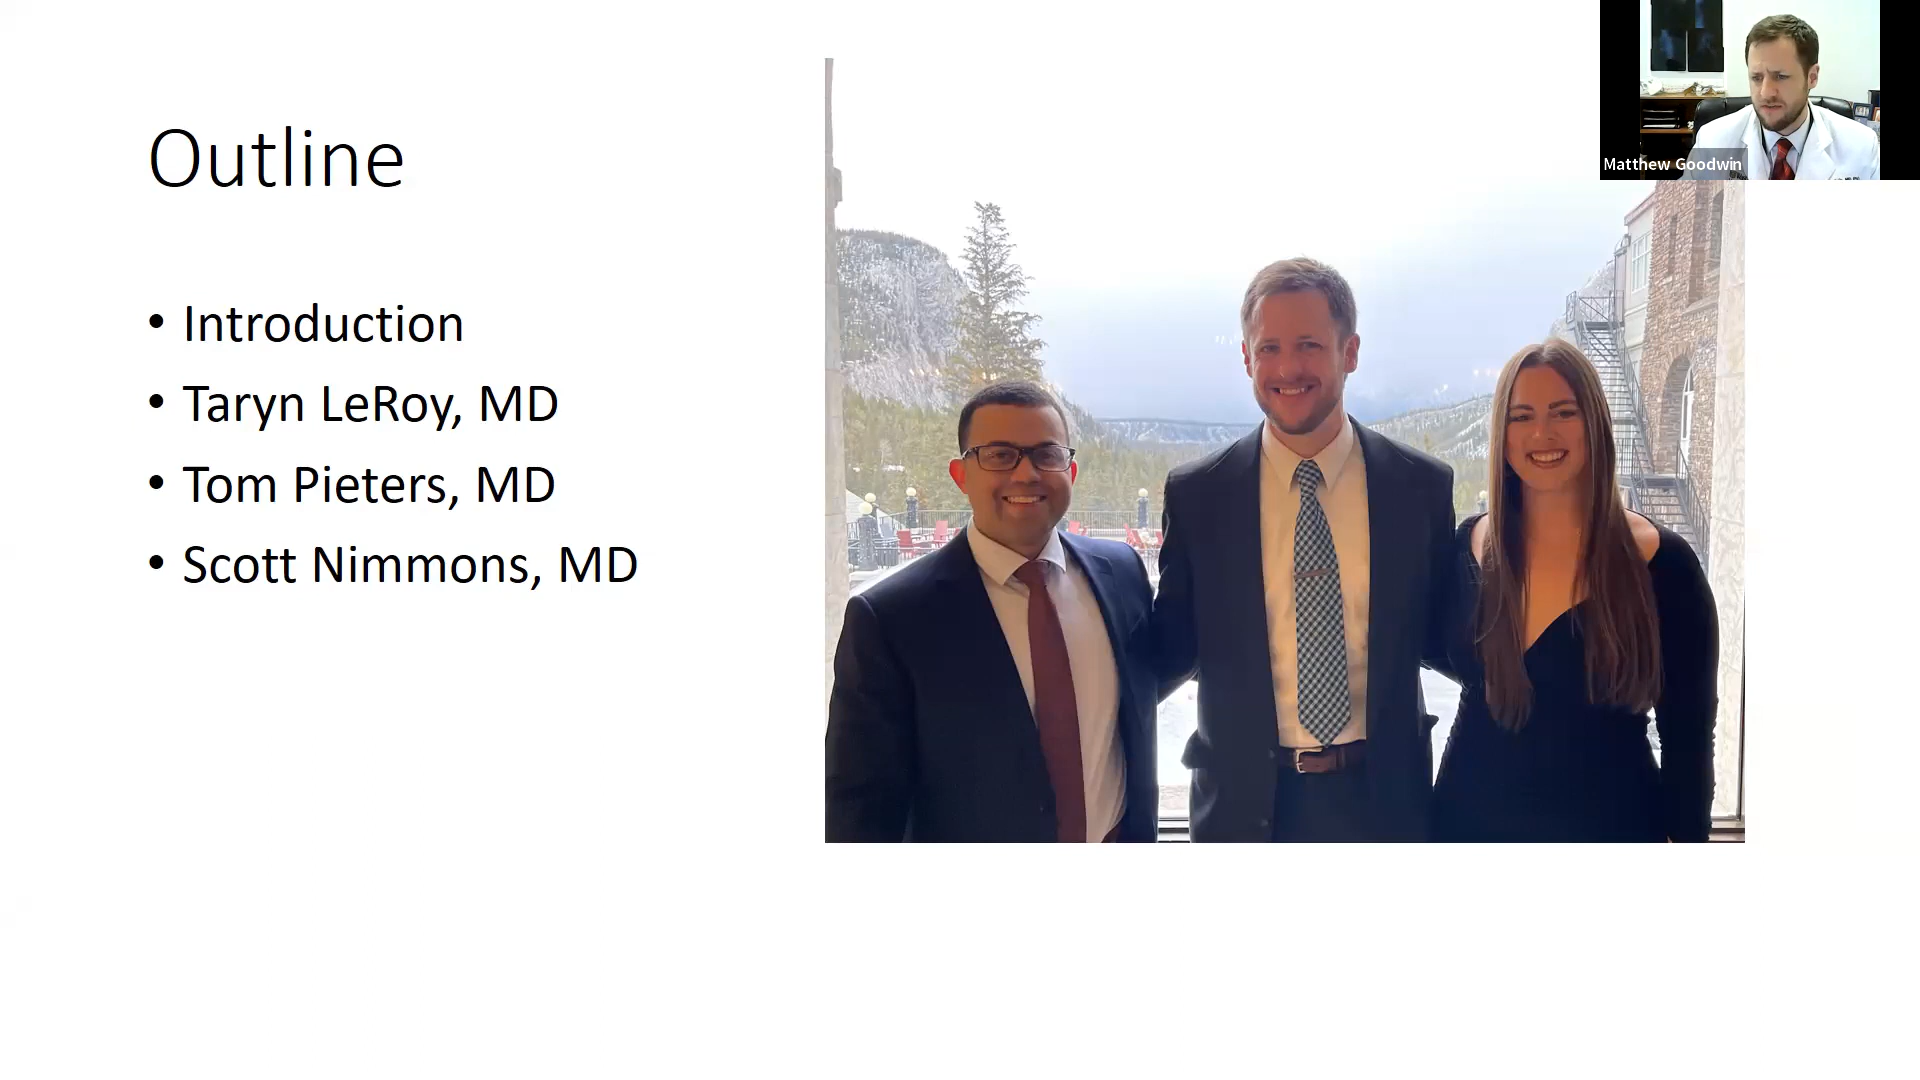 Outline
• Introduction
• Taryn LeRoy, MD
• Tom Pieters, MD
• Scott Nimmons, MD
Matthew Goodwin